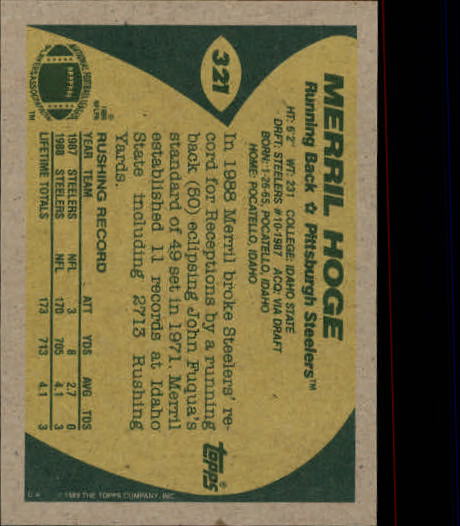 321
MERRIL HOGE
Running Back ☆ Pittsburgh Steelers™
HT: 6'2" WT: 231 COLLEGE: IDAHO STATE
DRFT: STEELERS #10-1987 ACQ: VIA DRAFT
BORN: 1-26-65, POCATELLO, IDAHO
HOME: POCATELLO, IDAHO
In 1988 Merril broke Steelers' re-
cord for Receptions by a running
back (50) eclipsing John Fuqua's
standard of 49 set in 1971. Merril
established 11 records at Idaho
State including 2713 Rushing
Yards.
topps
RUSHING RECORD
YEAR TEAM ATT YDS AVG TDS
1987 STEELERS NFL 3 8 2.7 0
1988 STEELERS NFL 170 705 4.1 3
LIFETIME TOTALS 173 713 4.1 3
© 1989 THE TOPPS COMPANY, INC.